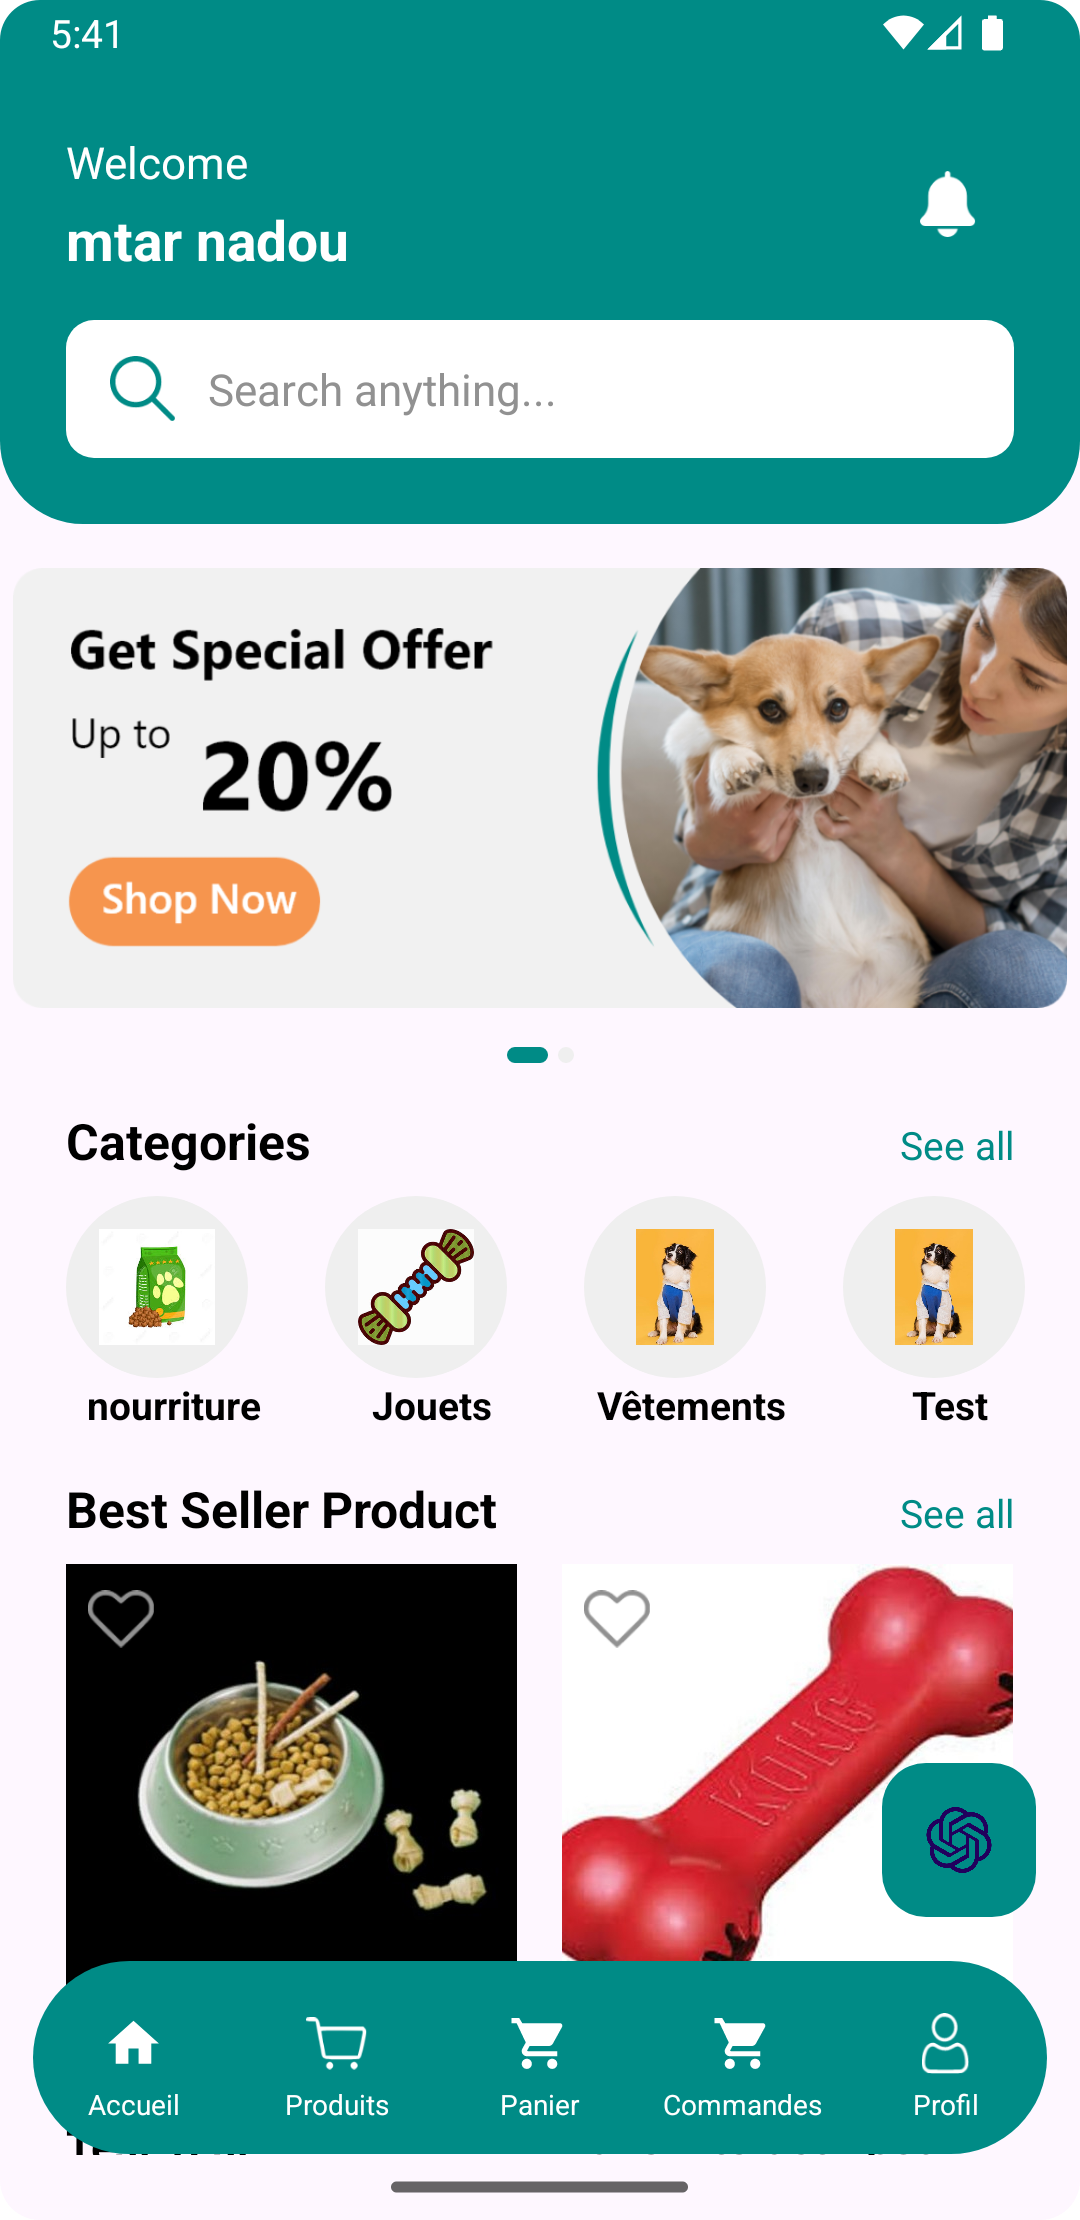 5:41
Welcome
mtar nadou
Search anything...
Get Special Offer
Up to
20%
Shop Now
Categories
See all
nourriture
Jouets
Vêtements
Test
Best Seller Product
See all
KONG
Accueil
Produits
Panier
Commandes
Profil